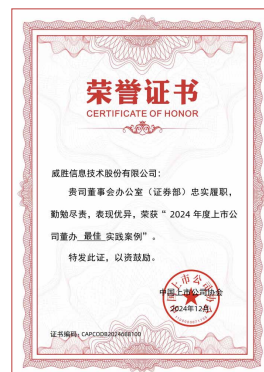 荣誉证书
CERTIFICATE OF HONOR
威胜信息技术股份有限公司：
贵司董事会办公室（证券部）忠实履职，
勤勉尽责，表现优异，荣获“ 2024 年度上市公
司董办 最佳 实践案例”。
特发此证，以资鼓励。
中国上市公司协会
2024年12月
证书编号：CAPCODB2024668100